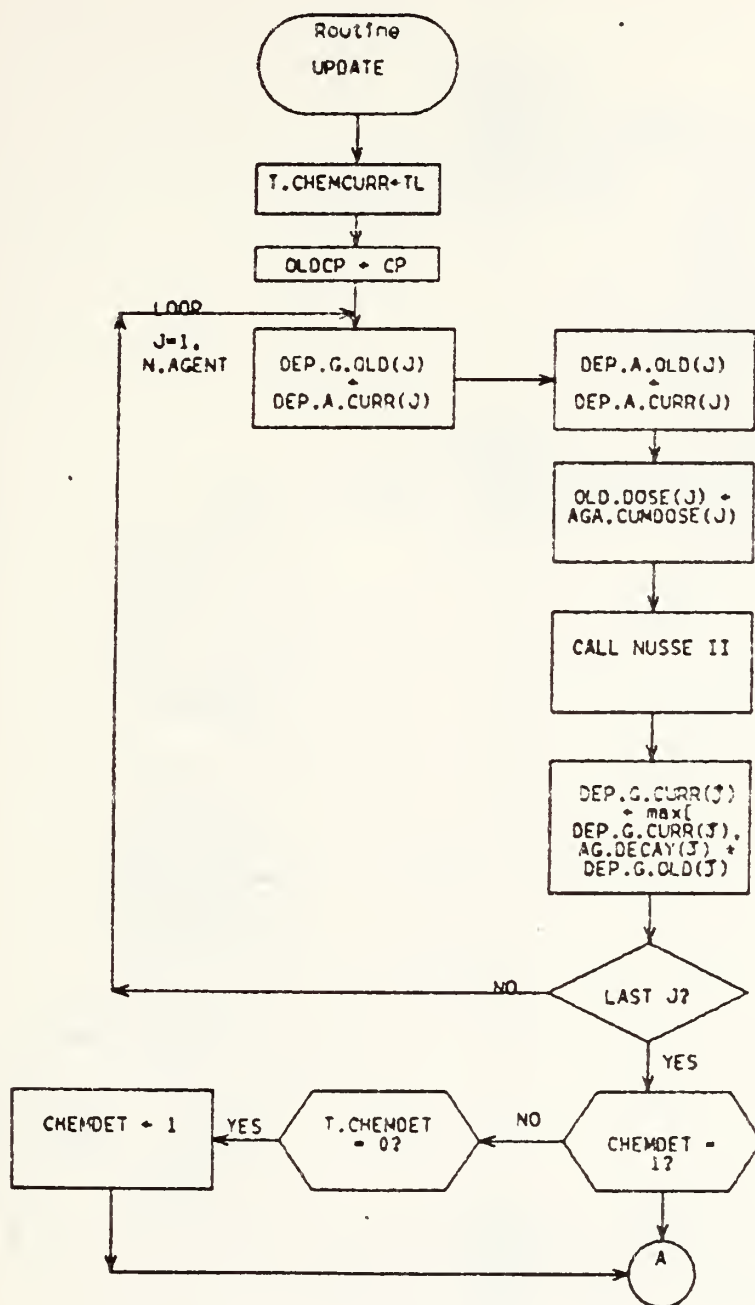 Routine
UPDATE
T.CHEMCURR←TL
OLDCP ← CP
LOOP
J=1,
N.AGENT
DEP.G.OLD(J)
←
DEP.A.CURR(J)
DEP.A.OLD(J)
←
DEP.A.CURR(J)
OLD.DOSE(J) ←
AGA.CUMDOSE(J)
CALL NUSSE II
DEP.G.CURR(J)
← max[
DEP.G.CURR(J),
AG.DECAY(J) *
DEP.G.OLD(J)
LAST J?
NO
YES
CHEMDET =
1?
NO
T.CHEMDET
= 0?
YES
CHEMDET ← 1
A